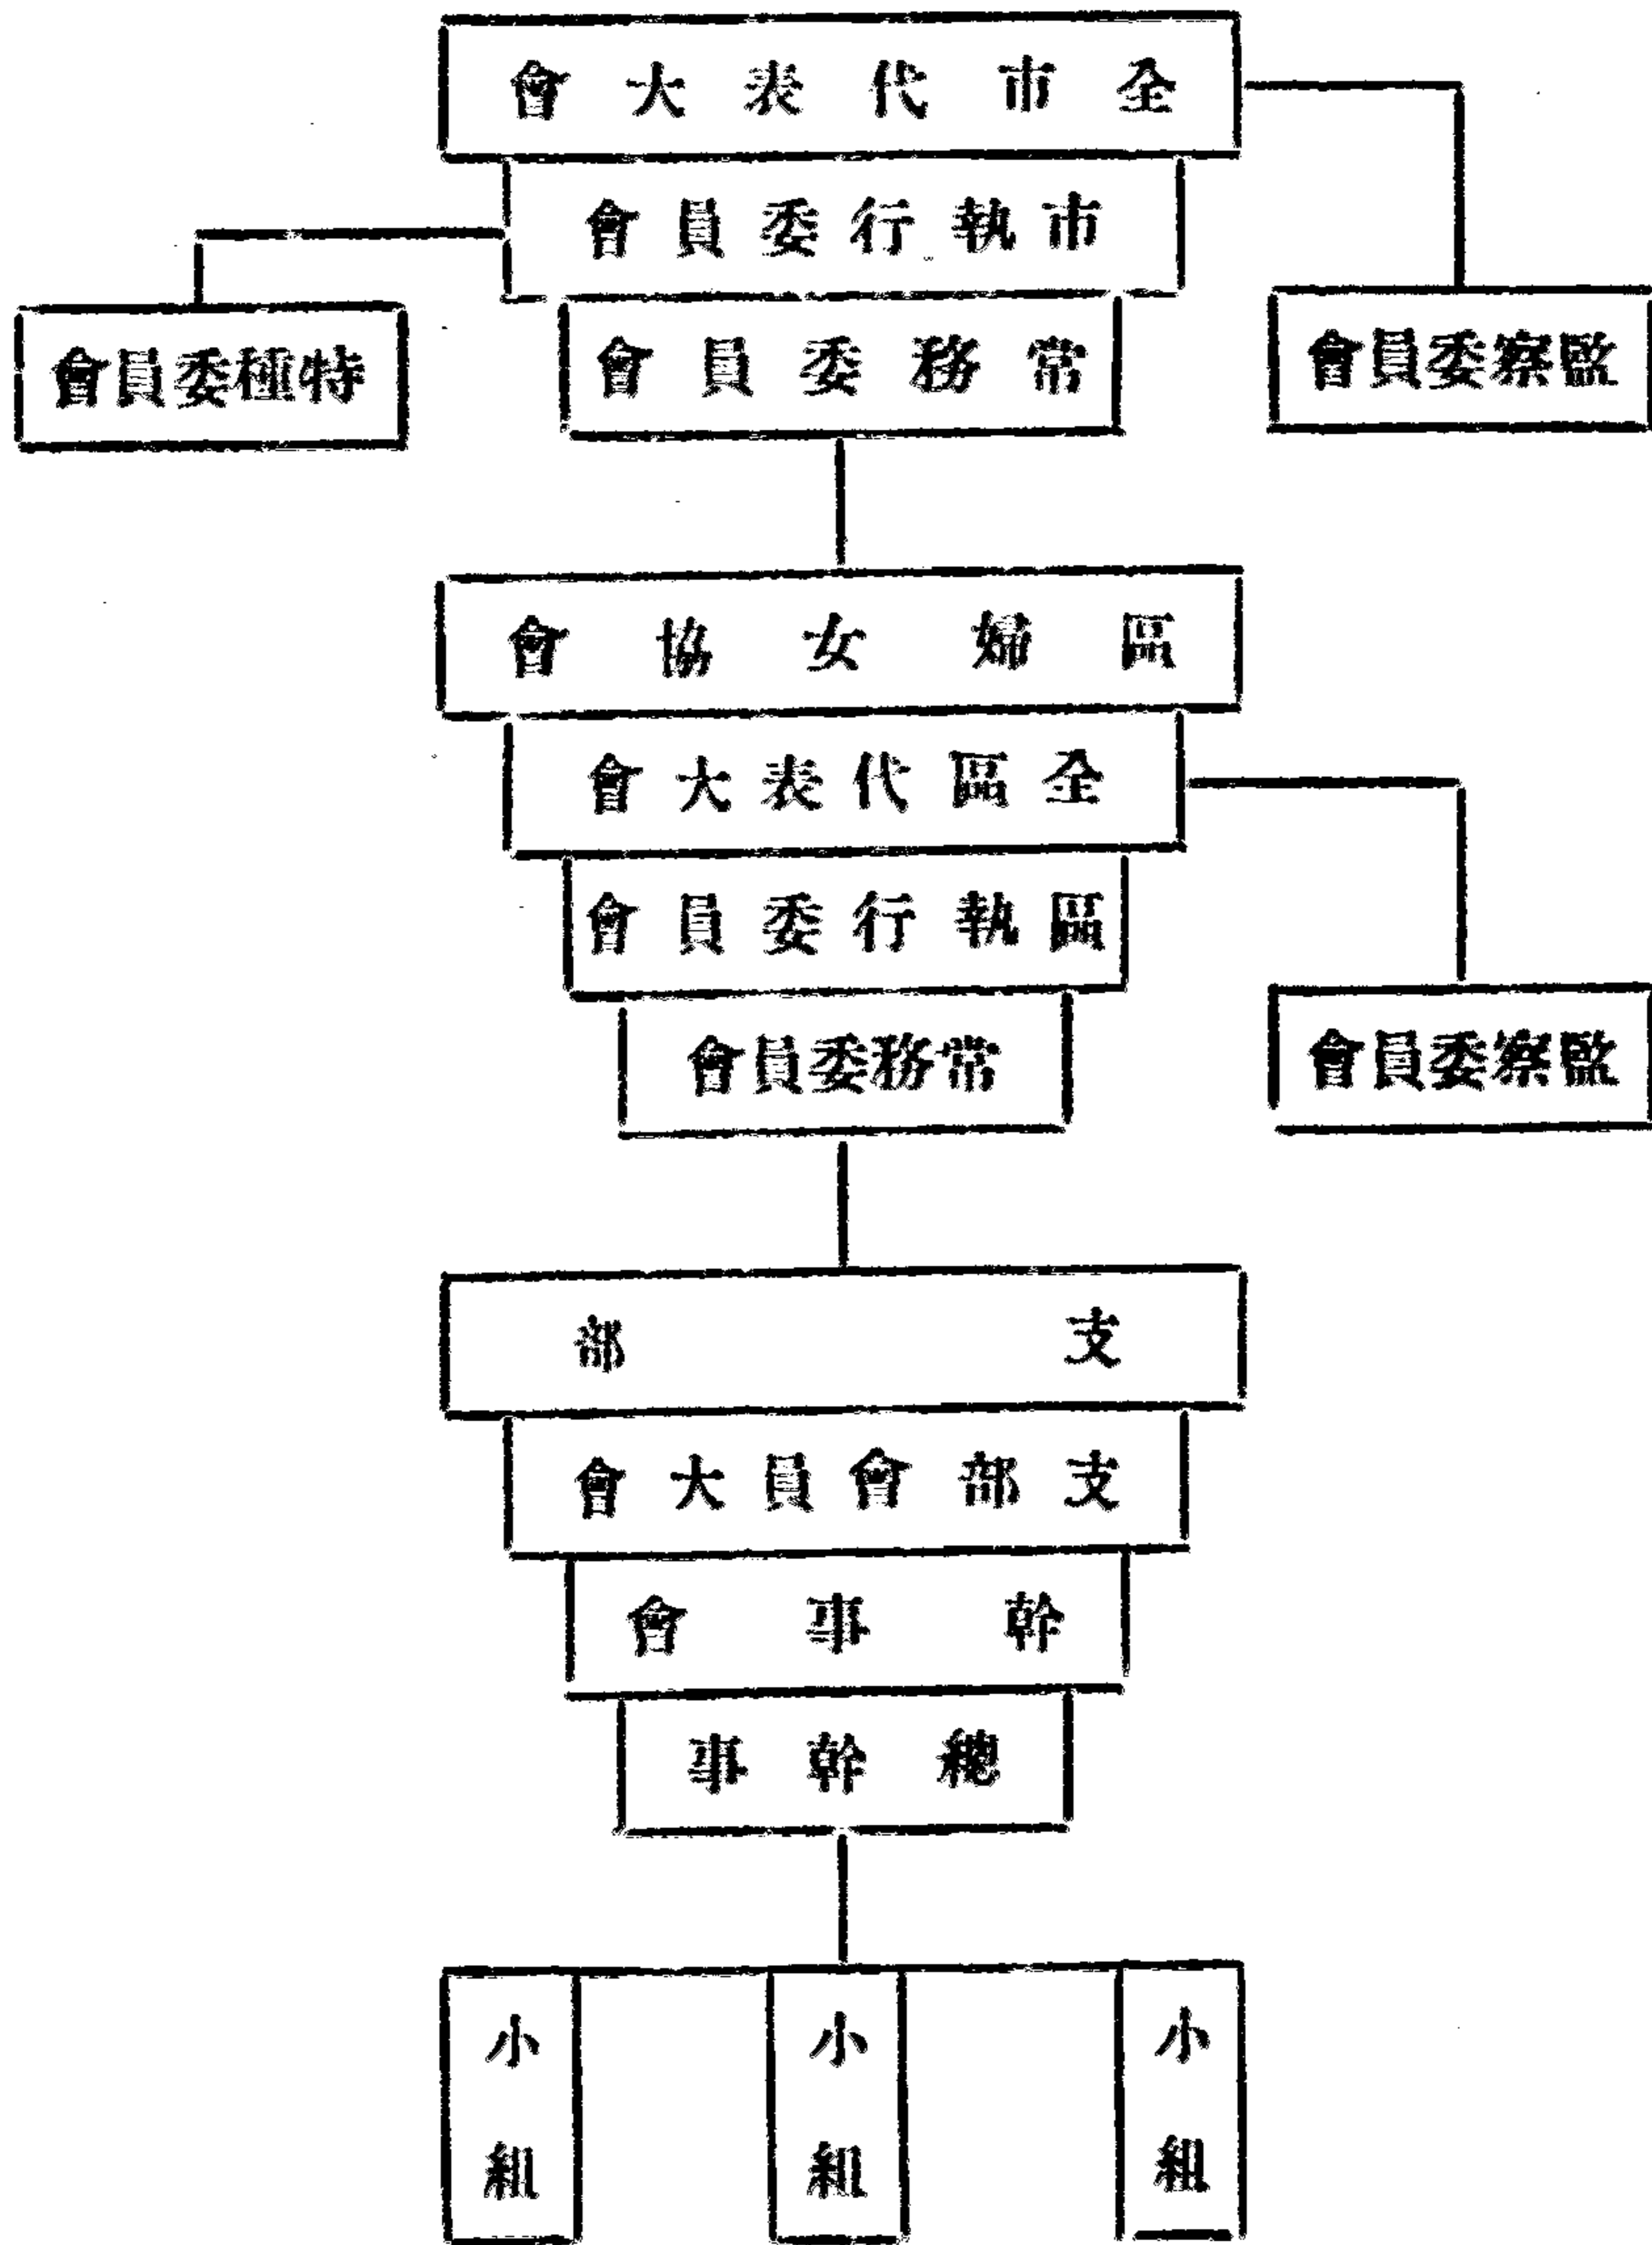 全市代表大會
市執行委員會
特種委員會
常務委員會
監察委員會
區婦女協會
全區代表大會
區執行委員會
常務委員會
監察委員會
支部
支部會員大會
幹事會
總幹事
小組
小組
小組